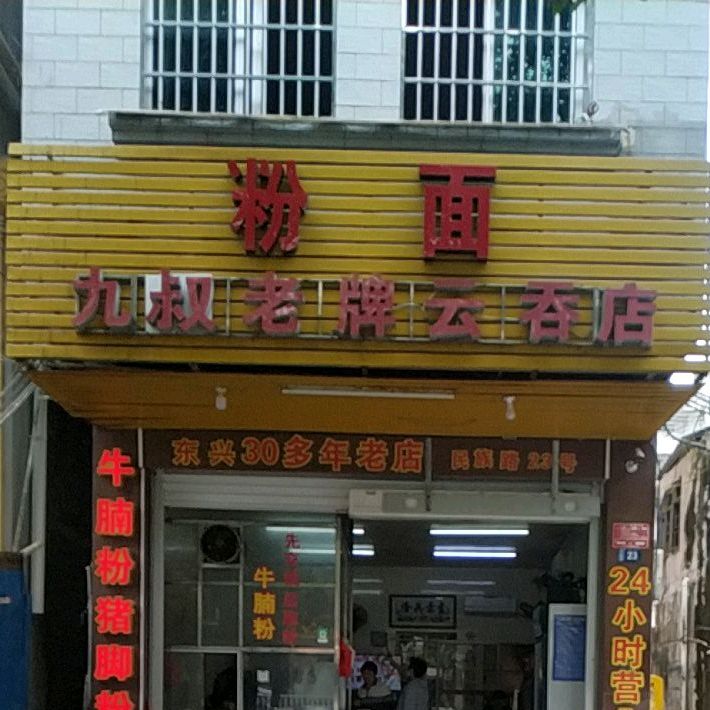 粉面
九叔老牌云吞店
东兴30多年老店 民族路23号
牛腩粉猪脚粉
牛腩粉
23
24小时营